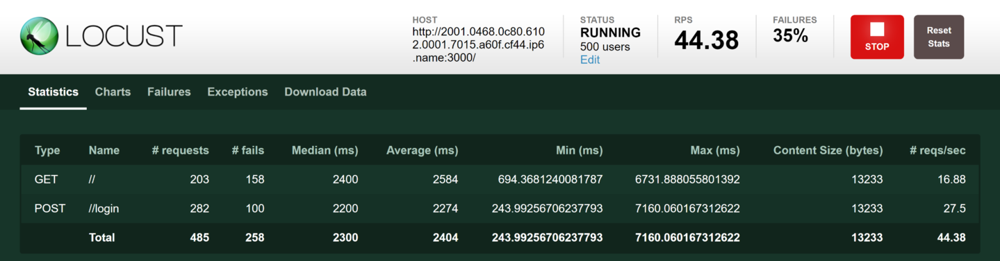 LOCUST
HOST
http://2001.0468.0c80.610
2.0001.7015.a60f.cf44.ip6
.name:3000/
STATUS
RUNNING
500 users
Edit
RPS
44.38
FAILURES
35%
STOP
Reset
Stats
Statistics Charts Failures Exceptions Download Data
Type Name # requests # fails Median (ms) Average (ms) Min (ms) Max (ms) Content Size (bytes) # reqs/sec
GET // 203 158 2400 2584 694.3681240081787 6731.888055801392 13233 16.88
POST //login 282 100 2200 2274 243.99256706237793 7160.060167312622 13233 27.5
Total 485 258 2300 2404 243.99256706237793 7160.060167312622 13233 44.38